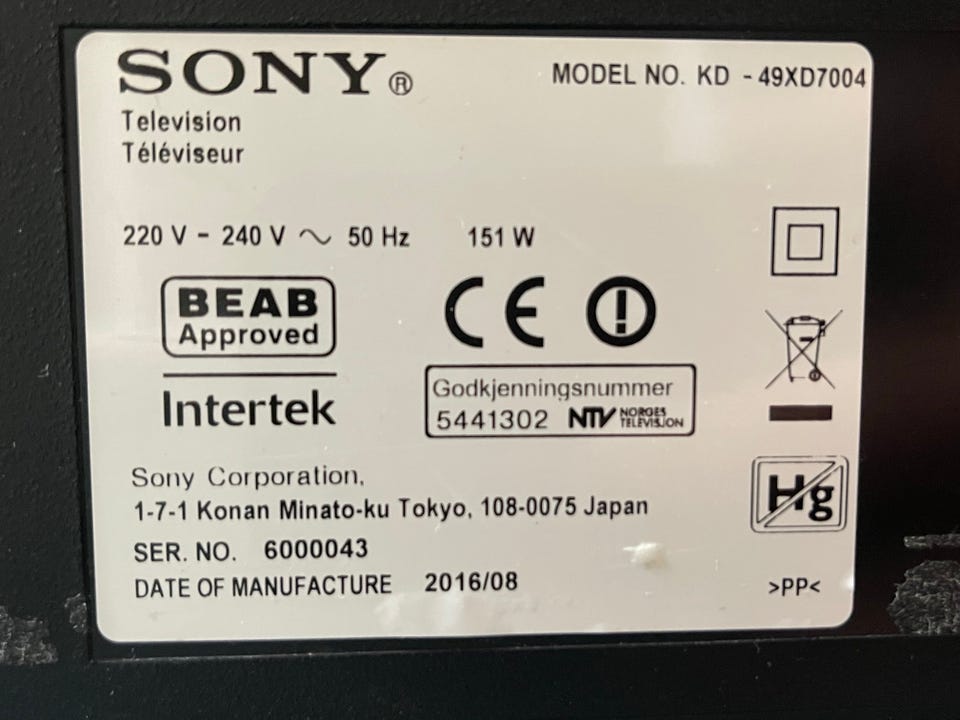 SONY®
MODEL NO. KD - 49XD7004
Television
Téléviseur
220 V - 240 V ~ 50 Hz 151 W
BEAB
Approved
Intertek
CE
Godkjenningsnummer
5441302 NTV NORGES TELEVISJON
Sony Corporation,
1-7-1 Konan Minato-ku Tokyo, 108-0075 Japan
Hg
SER. NO. 6000043
DATE OF MANUFACTURE 2016/08
>PP<